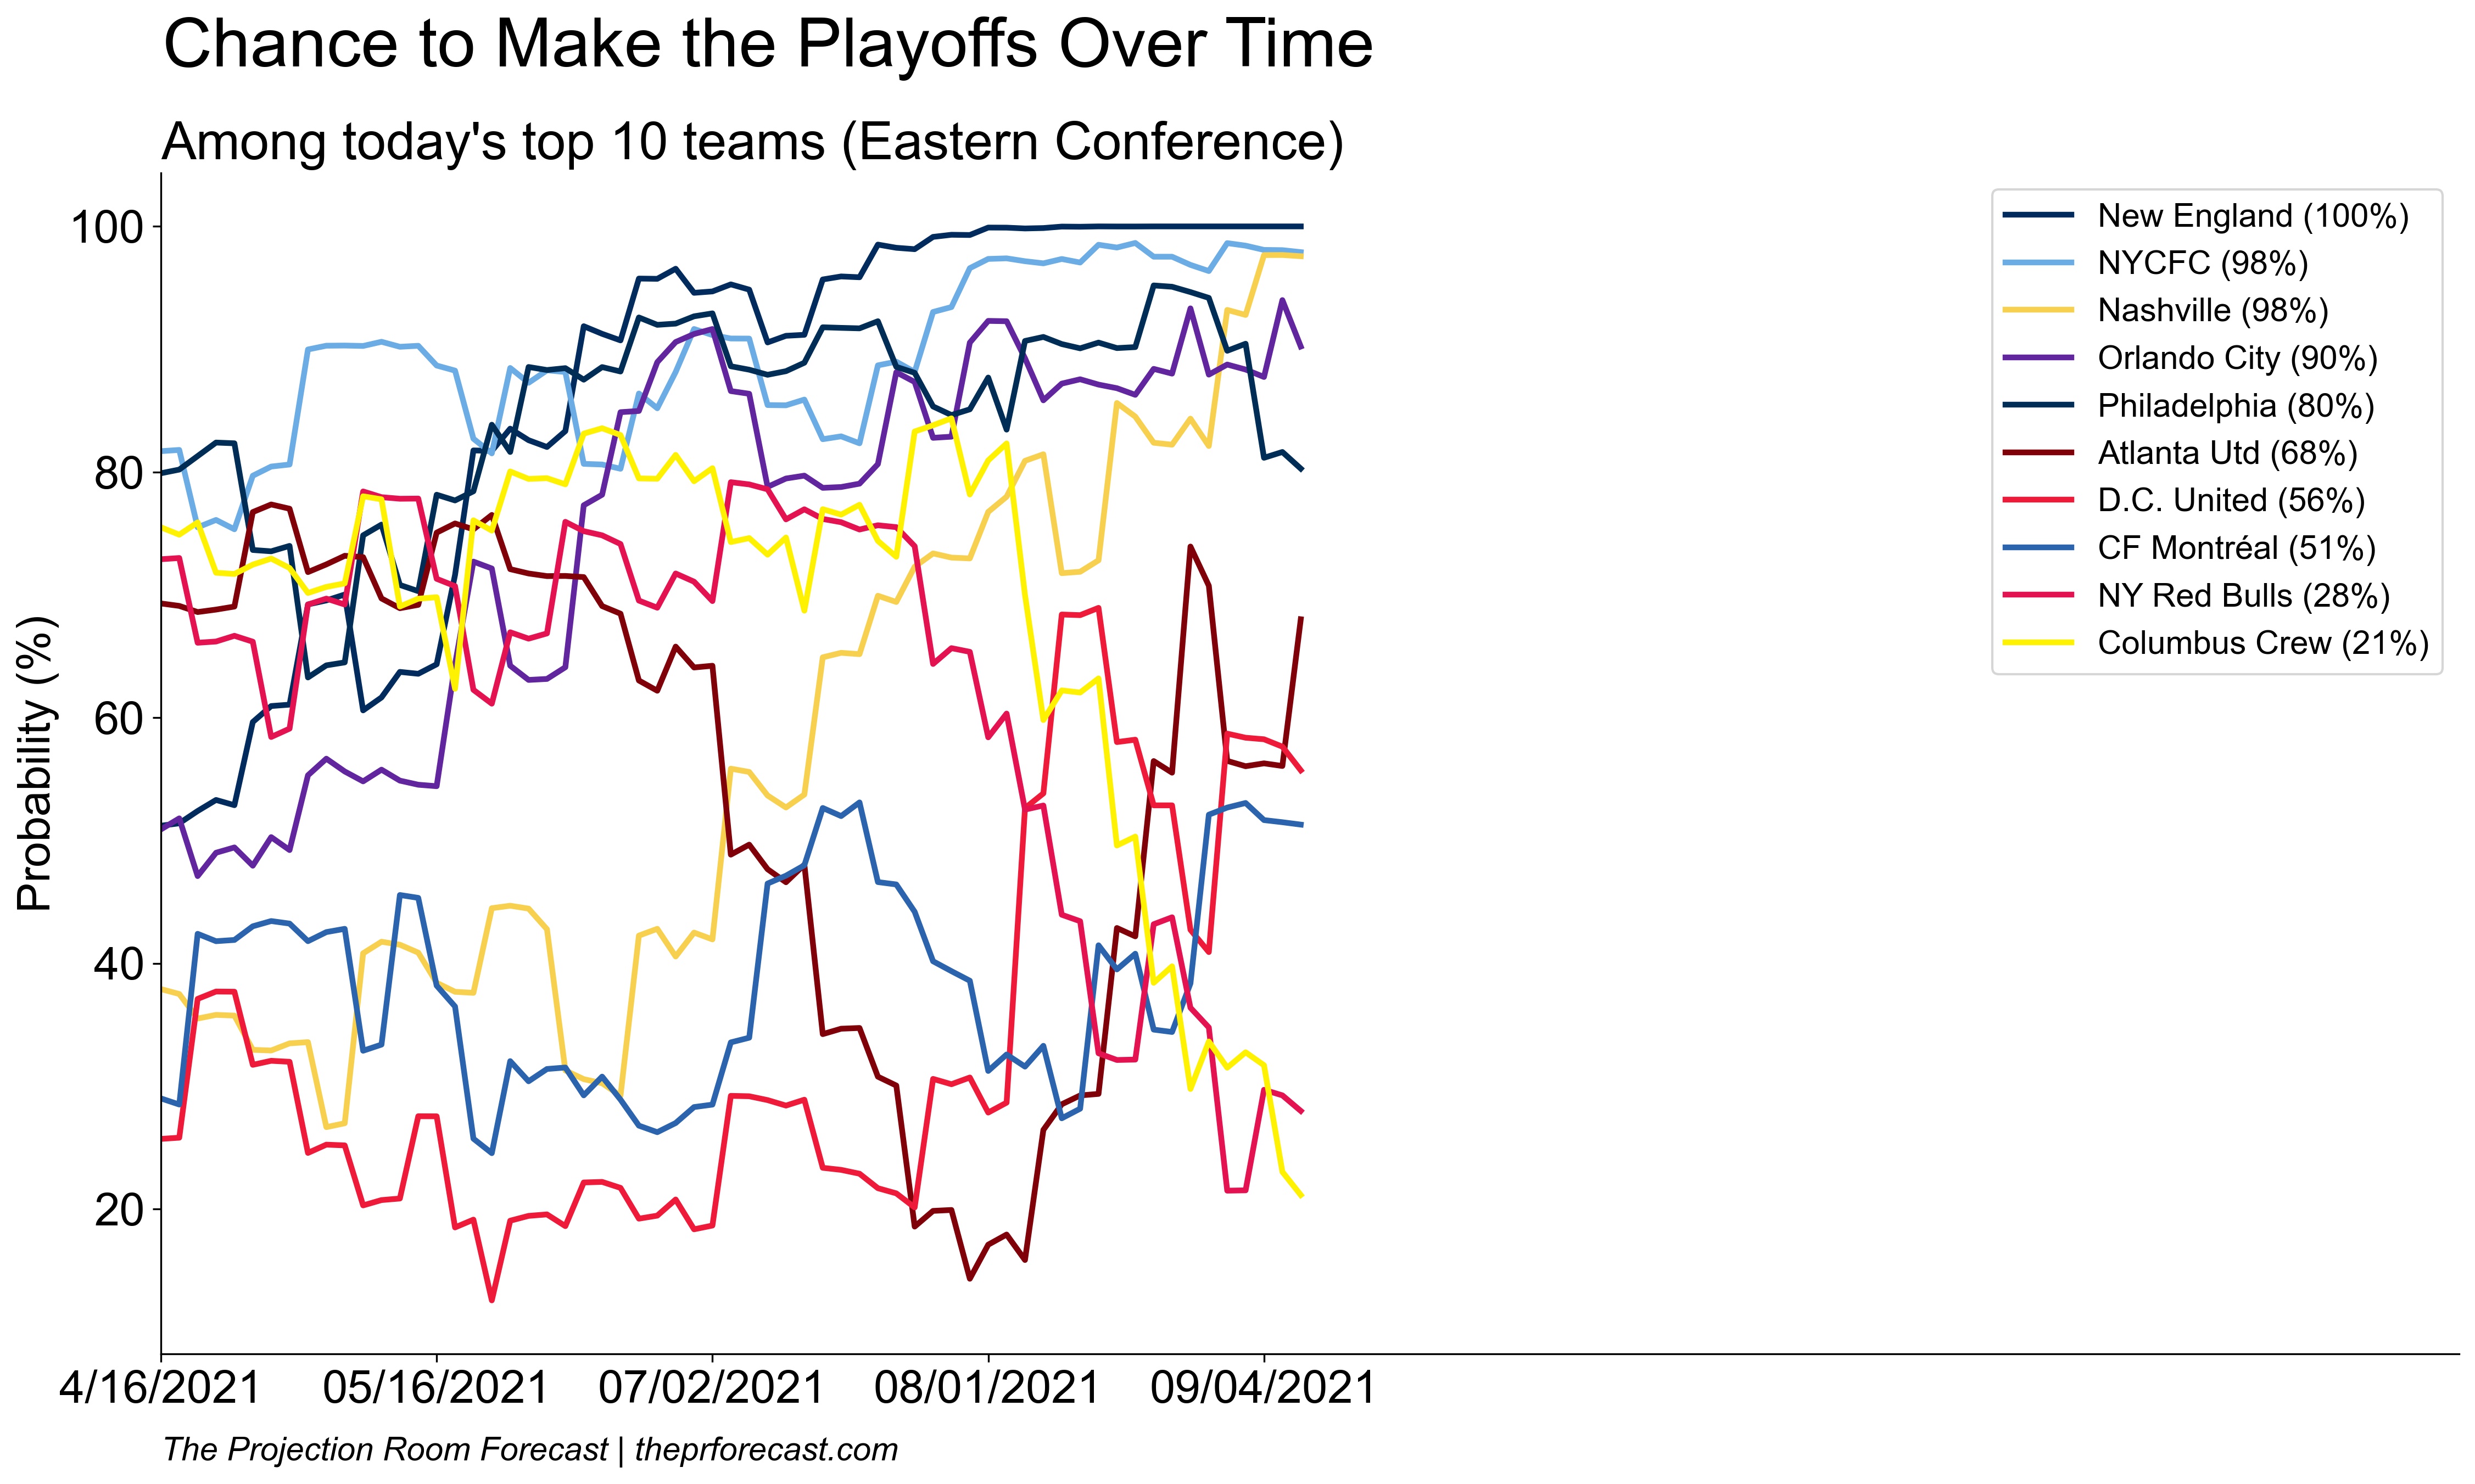 Chance to Make the Playoffs Over Time
Among today's top 10 teams (Eastern Conference)
100
80
60
40
20
Probability (%)
New England (100%)
NYCFC (98%)
Nashville (98%)
Orlando City (90%)
Philadelphia (80%)
Atlanta Utd (68%)
D.C. United (56%)
CF Montréal (51%)
NY Red Bulls (28%)
Columbus Crew (21%)
4/16/2021 05/16/2021 07/02/2021 08/01/2021 09/04/2021
The Projection Room Forecast | theprforecast.com